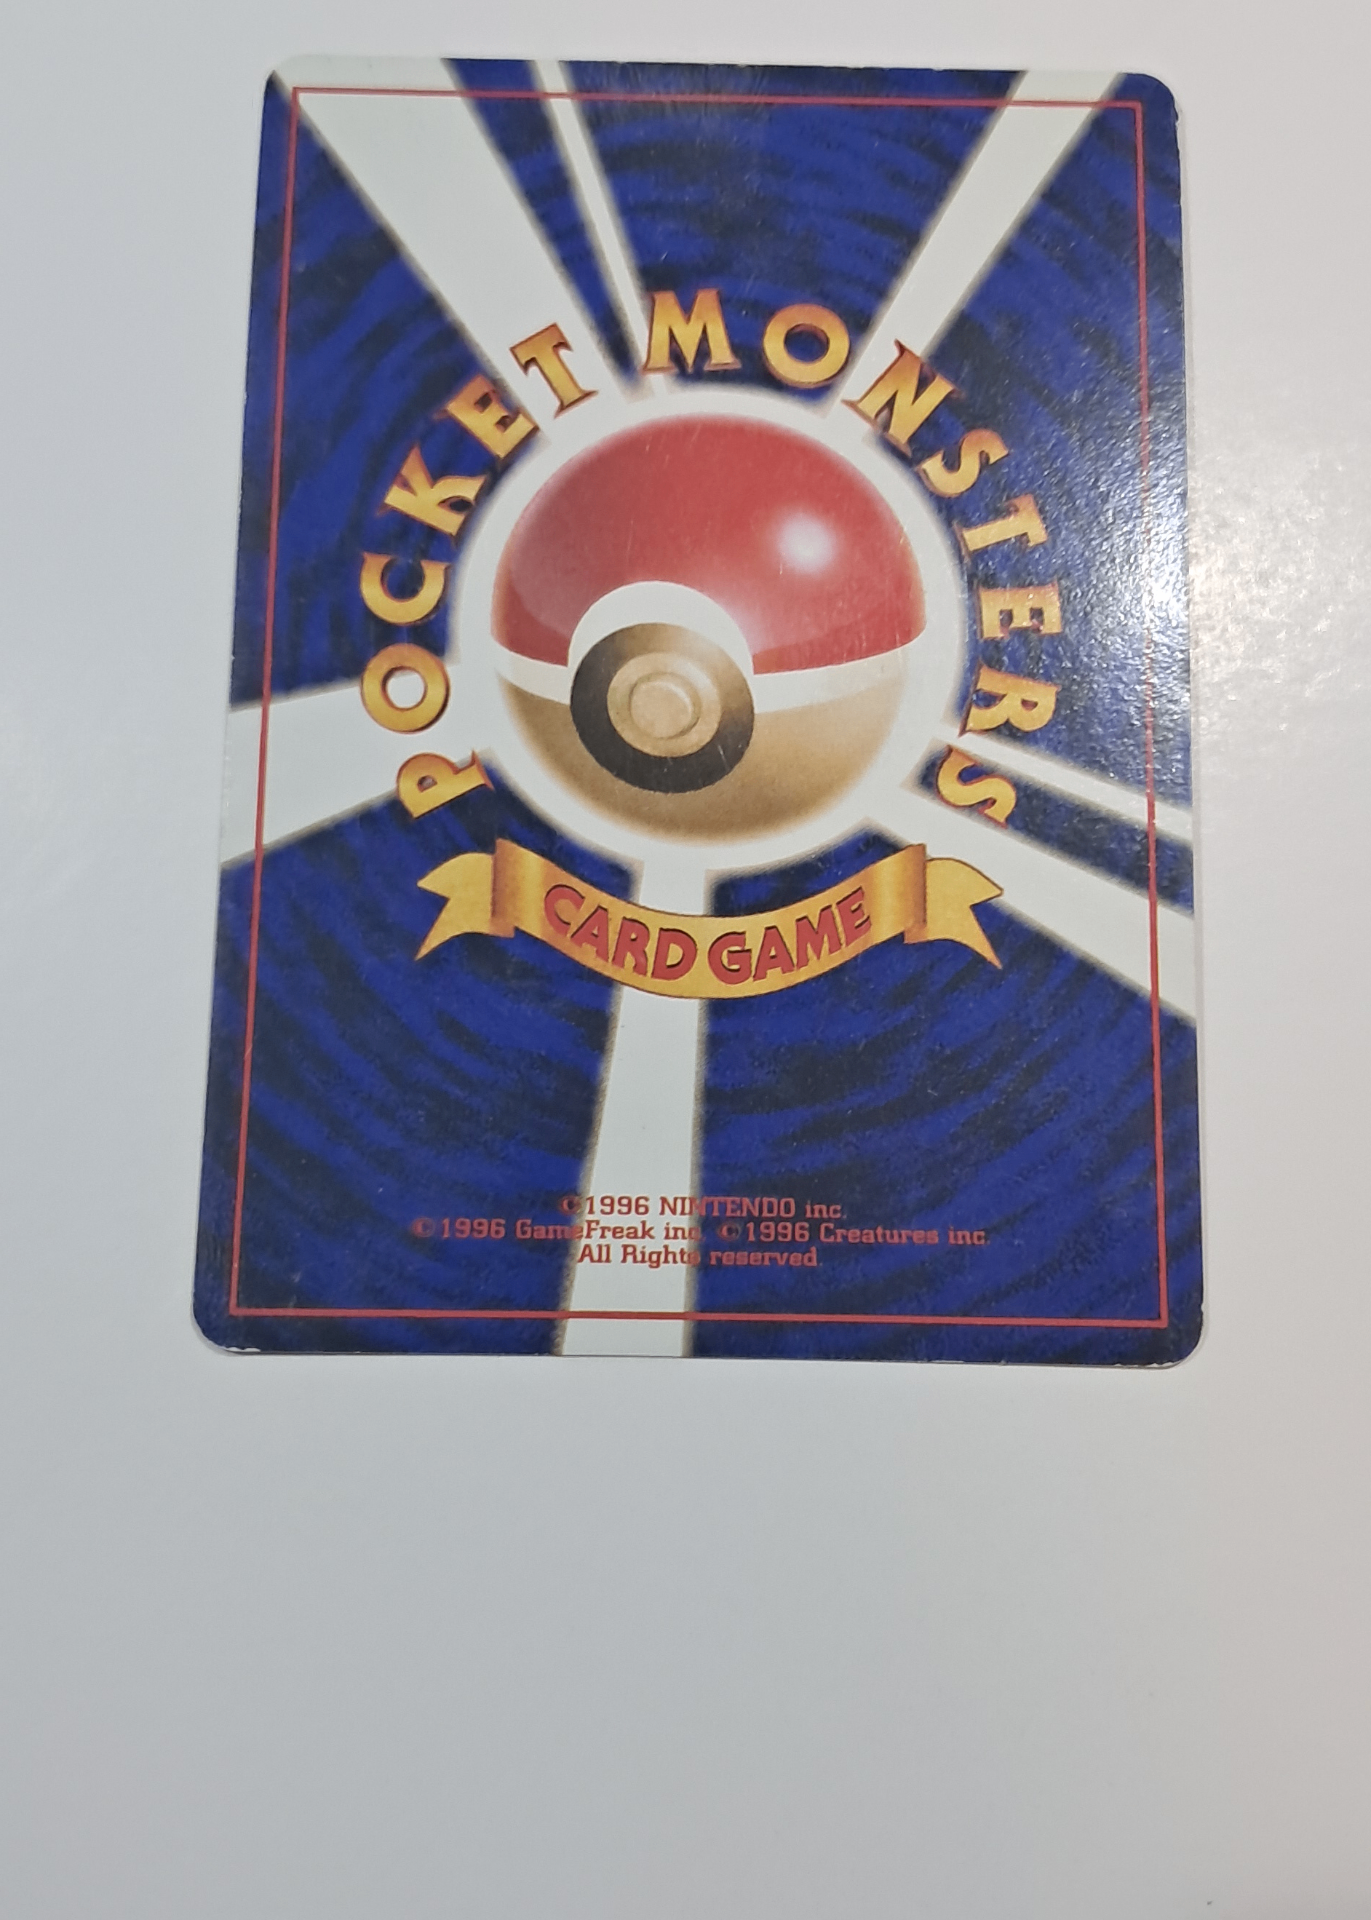 POCKET MONSTERS
CARD GAME
©1996 NINTENDO inc.
©1996 GameFreak inc. ©1996 Creatures inc.
All Rights reserved.